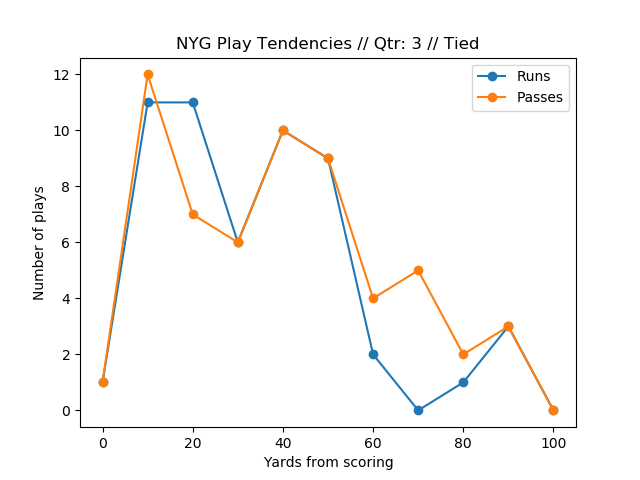 NYG Play Tendencies // Qtr: 3 // Tied
Runs
Passes
12
10
8
6
4
2
0
Number of plays
0 20 40 60 80 100
Yards from scoring